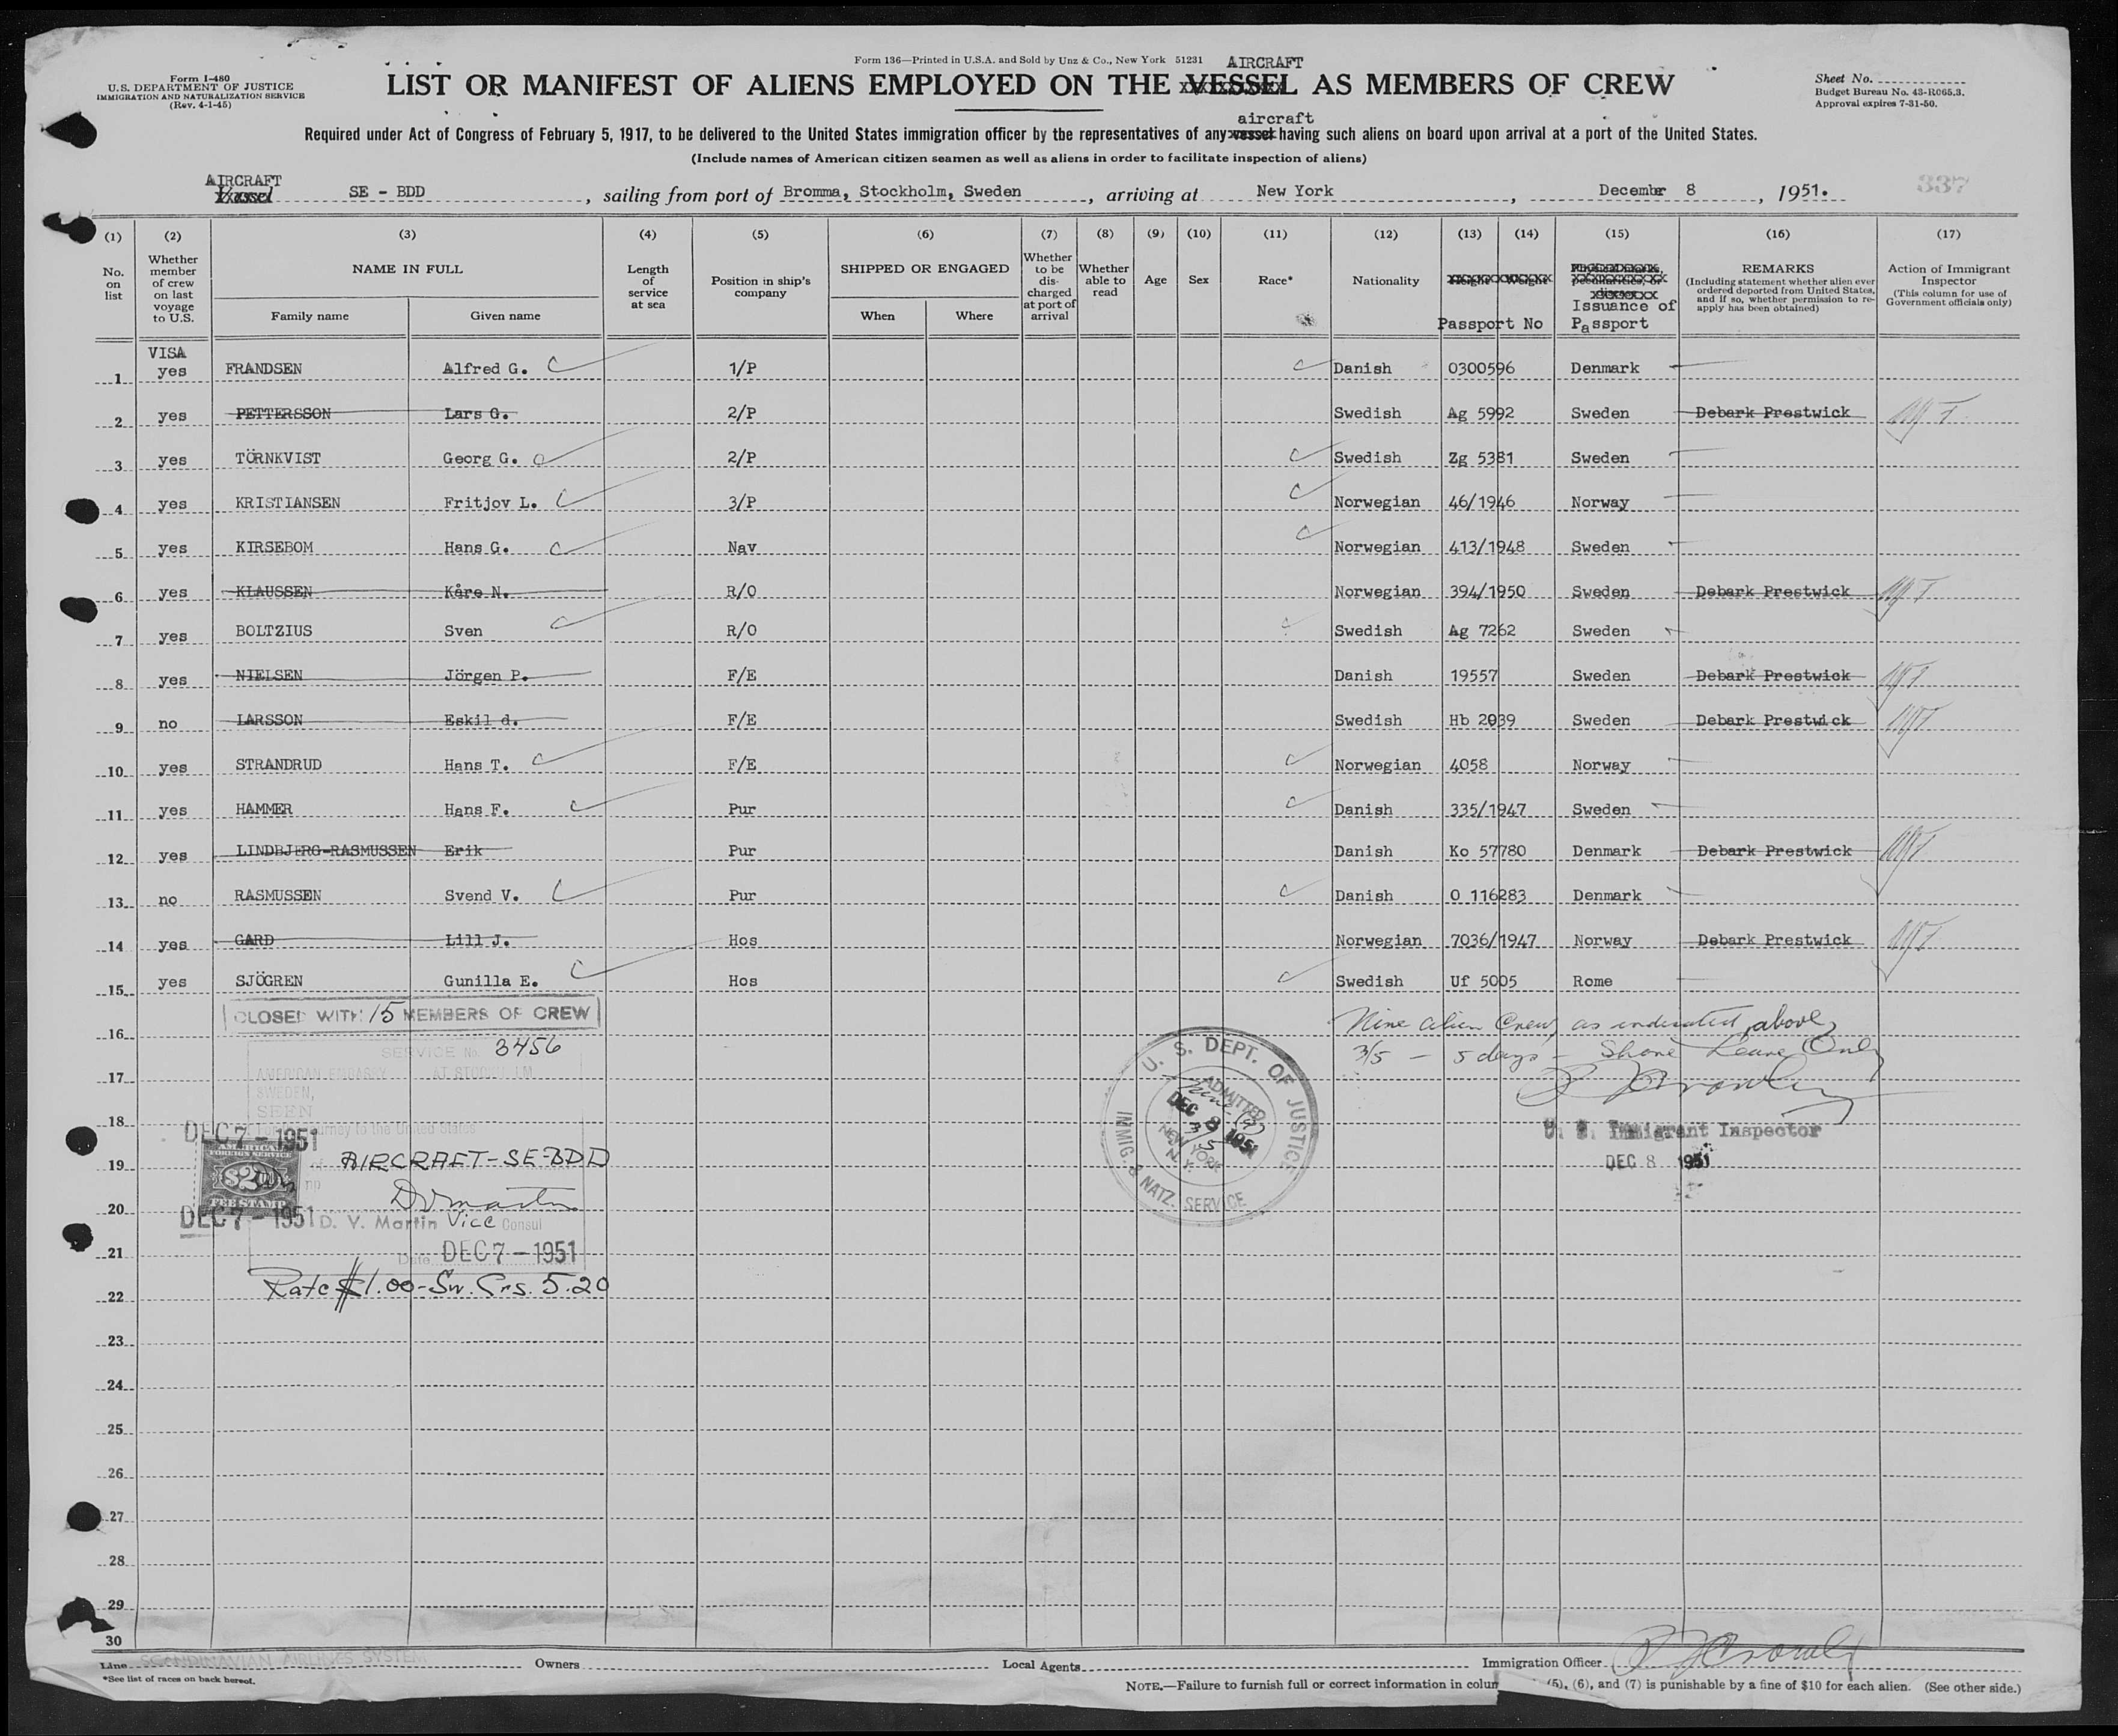 Form 136—Printed in U.S.A. and Sold by Unz & Co., New York 51231
Form I-480
U.S. DEPARTMENT OF JUSTICE
IMMIGRATION AND NATURALIZATION SERVICE
(Rev. 4-1-45)
AIRCRAFT
LIST OR MANIFEST OF ALIENS EMPLOYED ON THE VESSEL AS MEMBERS OF CREW
Sheet No.
Budget Bureau No. 43-R065.3.
Approval expires 7-31-50.
aircraft
Required under Act of Congress of February 5, 1917, to be delivered to the United States immigration officer by the representatives of any vessel having such aliens on board upon arrival at a port of the United States.
(Include names of American citizen seamen as well as aliens in order to facilitate inspection of aliens)
AIRCRAFT
Vessel SE - BDD, sailing from port of Bromma, Stockholm, Sweden, arriving at New York, Decembr 8, 1951.
337
(1) (2) (3) (4) (5) (6) (7) (8) (9) (10) (11) (12) (13) (14) (15) (16) (17)
No. on list
Whether member of crew on last voyage to U.S.
NAME IN FULL
Family name Given name
Length of service at sea
Position in ship's company
SHIPPED OR ENGAGED
When Where
Whether to be discharged at port of arrival
Whether able to read
Age Sex Race* Nationality
Height Weight
Passport No
Issuance of Passport
REMARKS
(Including statement whether alien ever ordered deported from United States, and if so, whether permission to reapply has been obtained)
Action of Immigrant Inspector
(This column for use of Government officials only)
VISA
1 yes FRANDSEN Alfred G. 1/P Danish 0300596 Denmark
2 yes PETTERSSON Lars G. 2/P Swedish Ag 5992 Sweden Debark Prestwick
3 yes TÖRNKVIST Georg G. 2/P Swedish Zg 5381 Sweden
4 yes KRISTIANSEN Fritjov L. 3/P Norwegian 46/1946 Norway
5 yes KIRSEBOM Hans G. Nav Norwegian 413/1948 Sweden
6 yes KLAUSSEN Kåre N. R/O Norwegian 394/1950 Sweden Debark Prestwick
7 yes BOLTZIUS Sven R/O Swedish Ag 7262 Sweden
8 yes NIELSEN Jörgen P. F/E Danish 19557 Sweden Debark Prestwick
9 no LARSSON Eskil d. F/E Swedish Hb 2039 Sweden Debark Prestwick
10 yes STRANDRUD Hans T. F/E Norwegian 4058 Norway
11 yes HAMMER Hans F. Pur Danish 335/1947 Sweden
12 yes LINDBJERG-RASMUSSEN Erik Pur Danish Ko 57780 Denmark Debark Prestwick
13 no RASMUSSEN Svend V. Pur Danish O 116283 Denmark
14 yes GARD Lill J. Hos Norwegian 7036/1947 Norway Debark Prestwick
15 yes SJÖGREN Gunilla E. Hos Swedish Uf 5005 Rome
CLOSED WITH 15 MEMBERS OF CREW
Nine alien Crew, as indicated above
16
SERVICE No. 3456
3/5 - 5 days - Shore Leave Only
AMERICAN EMBASSY AT STOCKHOLM
17
SWEDEN,
SEEN
18
journey to the United States
DEC 7 - 1951
U. S. Immigrant Inspector
DEC 8 1951
U. S. DEPT. OF JUSTICE
IMMIG. & NATZ. SERVICE
ADMITTED
DEC 8 1951
3/5
NEW YORK
N. Y.
19
FOREIGN SERVICE
$2.00
FEE STAMP
AIRCRAFT-SE-BDD
20
DEC 7 - 1951
D. V. Martin Vice Consul
21
Date DEC 7 - 1951
Rate $1.00 - Sw. Crs. 5.20
22
23
24
25
26
27
28
29
30
Line SCANDINAVIAN AIRLINES SYSTEM Owners Local Agents Immigration Officer
*See list of races on back hereof.
NOTE.—Failure to furnish full or correct information in colum (5), (6), and (7) is punishable by a fine of $10 for each alien. (See other side.)